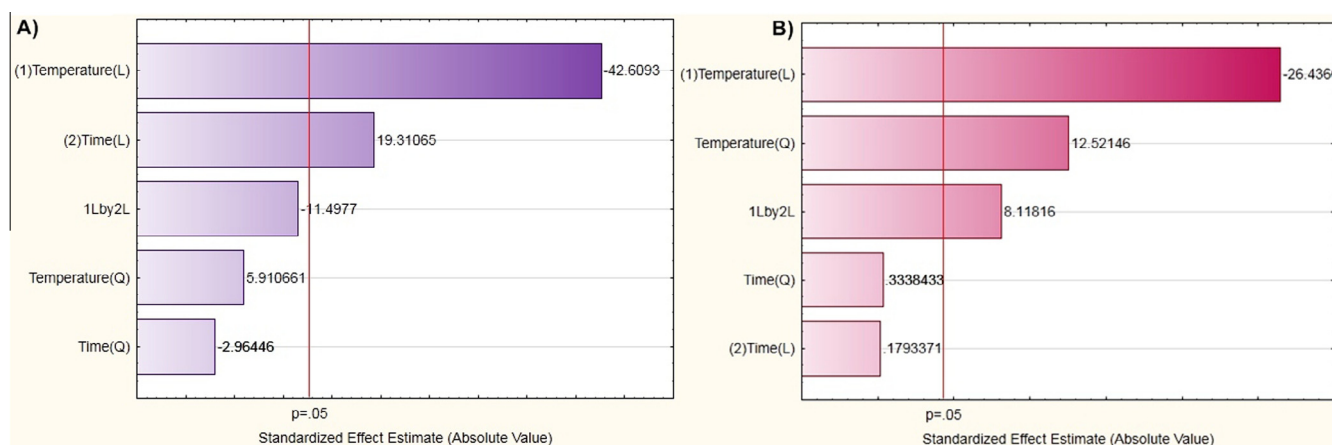 A)
(1)Temperature(L)
-42.6093
(2)Time(L)
19.31065
1Lby2L
-11.4977
Temperature(Q)
5.910661
Time(Q)
-2.96446
p=.05
Standardized Effect Estimate (Absolute Value)
B)
(1)Temperature(L)
-26.436
Temperature(Q)
12.52146
1Lby2L
8.11816
Time(Q)
.3338433
(2)Time(L)
.1793371
p=.05
Standardized Effect Estimate (Absolute Value)